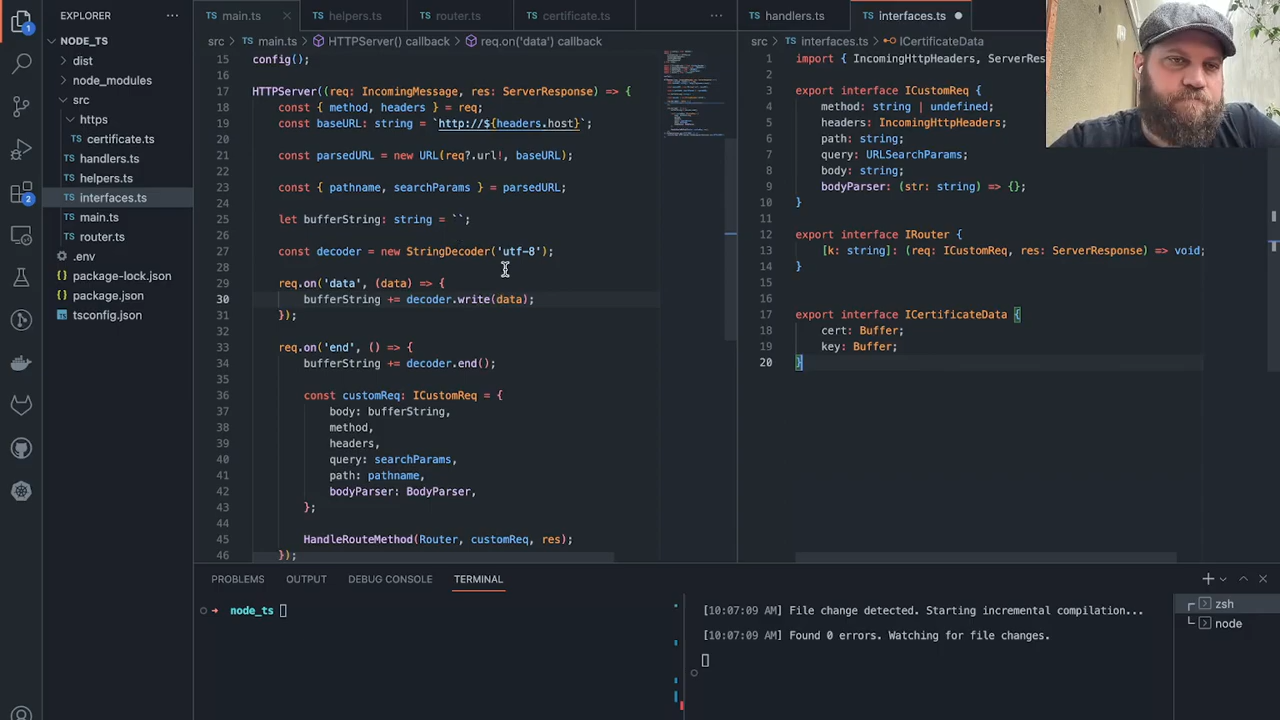 EXPLORER
NODE_TS
dist
node_modules
src
https
certificate.ts
handlers.ts
helpers.ts
interfaces.ts
main.ts
router.ts
.env
package-lock.json
package.json
tsconfig.json
1
2
main.ts
helpers.ts
router.ts
certificate.ts
src > main.ts > HTTPServer() callback > req.on('data') callback
15 config();
16
17 HTTPServer((req: IncomingMessage, res: ServerResponse) => {
18 const { method, headers } = req;
19 const baseURL: string = `http://${headers.host}`;
20
21 const parsedURL = new URL(req?.url!, baseURL);
22
23 const { pathname, searchParams } = parsedURL;
24
25 let bufferString: string = ``;
26
27 const decoder = new StringDecoder('utf-8');
28
29 req.on('data', (data) => {
30 bufferString += decoder.write(data);
31 });
32
33 req.on('end', () => {
34 bufferString += decoder.end();
35
36 const customReq: ICustomReq = {
37 body: bufferString,
38 method,
39 headers,
40 query: searchParams,
41 path: pathname,
42 bodyParser: BodyParser,
43 };
44
45 HandleRouteMethod(Router, customReq, res);
46 });
handlers.ts
interfaces.ts
src > interfaces.ts > ICertificateData
1 import { IncomingHttpHeaders, ServerRes
2
3 export interface ICustomReq {
4 method: string | undefined;
5 headers: IncomingHttpHeaders;
6 path: string;
7 query: URLSearchParams;
8 body: string;
9 bodyParser: (str: string) => {};
10 }
11
12 export interface IRouter {
13 [k: string]: (req: ICustomReq, res: ServerResponse) => void;
14 }
15
16
17 export interface ICertificateData {
18 cert: Buffer;
19 key: Buffer;
20 }
PROBLEMS
OUTPUT
DEBUG CONSOLE
TERMINAL
node_ts
[10:07:09 AM] File change detected. Starting incremental compilation...
[10:07:09 AM] Found 0 errors. Watching for file changes.
zsh
node